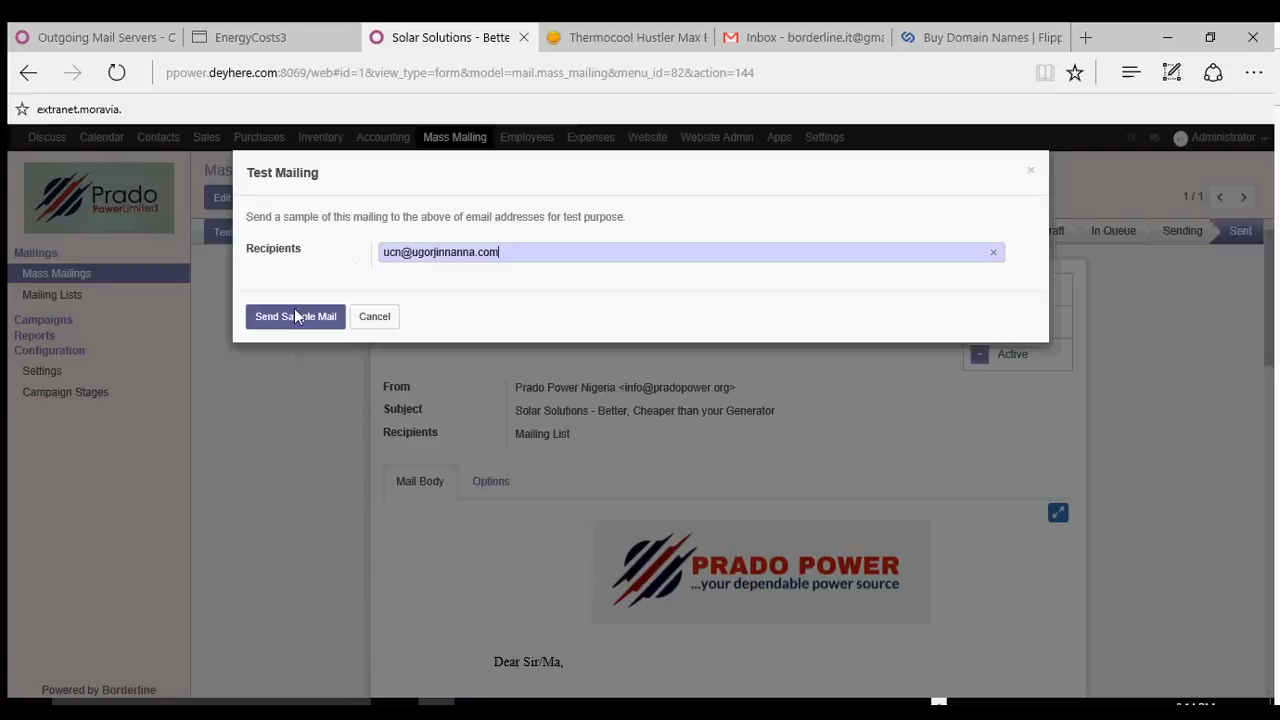 Outgoing Mail Servers - C
EnergyCosts3
Solar Solutions - Bette
Thermocool Hustler Max E
Inbox - borderline.it@gma
Buy Domain Names | Flipp
ppower.deyhere.com:8069/web#id=1&view_type=form&model=mail.mass_mailing&menu_id=82&action=144
extranet.moravia.
Discuss Calendar Contacts Sales Purchases Inventory Accounting Mass Mailing Employees Expenses Website Website Admin Apps Settings Administrator
Prado
PowerLimited
Mas
Edit
1 / 1
Test
raft In Queue Sending Sent
Test Mailing
Send a sample of this mailing to the above of email addresses for test purpose.
Recipients
ucn@ugorjinnanna.com
Send Sample Mail
Cancel
Mailings
Mass Mailings
Mailing Lists
Campaigns
Reports
Configuration
Settings
Campaign Stages
Active
From Prado Power Nigeria <info@pradopower.org>
Subject Solar Solutions - Better, Cheaper than your Generator
Recipients Mailing List
Mail Body Options
PRADO POWER
...your dependable power source
Dear Sir/Ma,
Powered by Borderline